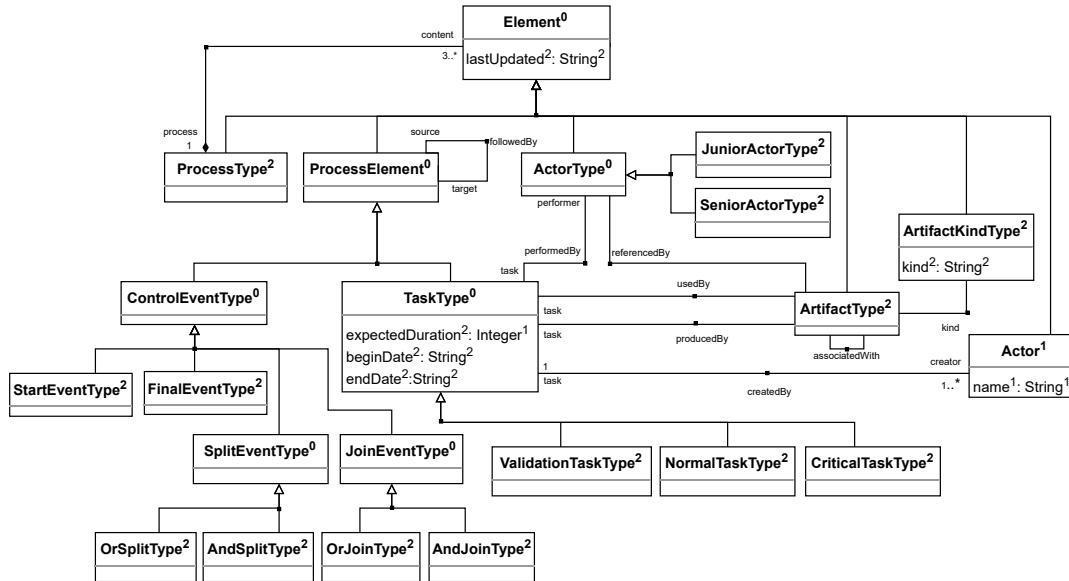 Element⁰
content
lastUpdated²: String²
3..*
process
source
followedBy
1
JuniorActorType²
ProcessType²
ProcessElement⁰
ActorType⁰
target
performer
SeniorActorType²
ArtifactKindType²
performedBy
referencedBy
kind²: String²
task
ControlEventType⁰
TaskType⁰
usedBy
ArtifactType²
task
expectedDuration²: Integer¹
task
kind
producedBy
beginDate²: String²
associatedWith
Actor¹
endDate²:String²
1
creator
task
1..*
name¹: String¹
createdBy
StartEventType²
FinalEventType²
SplitEventType⁰
JoinEventType⁰
ValidationTaskType²
NormalTaskType²
CriticalTaskType²
OrSplitType²
AndSplitType²
OrJoinType²
AndJoinType²